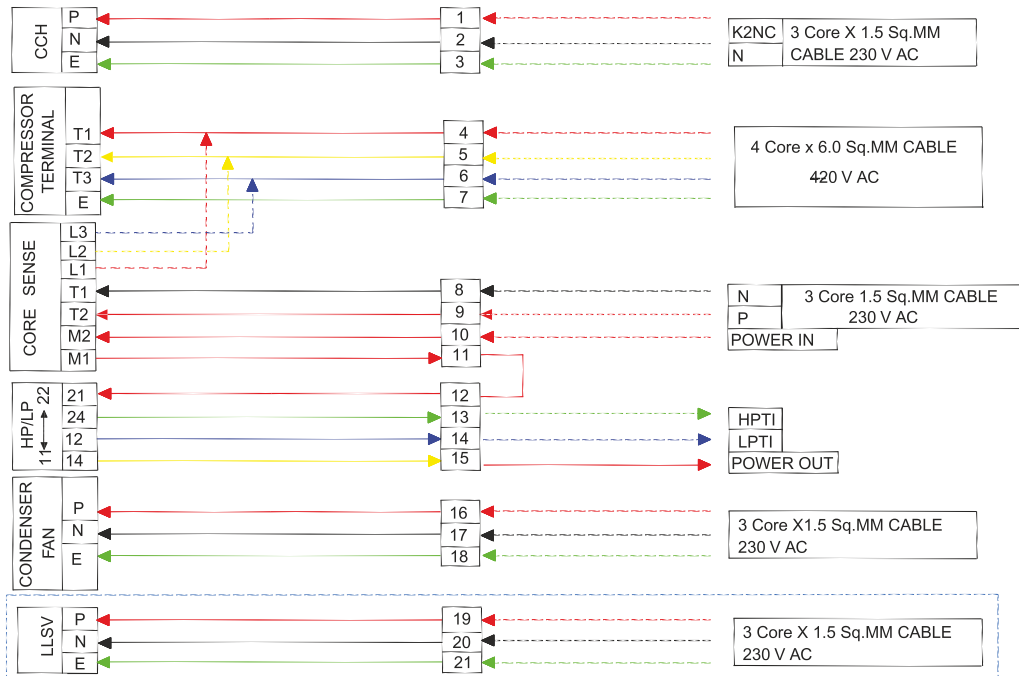 CCH
P
N
E
1
2
3
K2NC
N
3 Core X 1.5 Sq.MM
CABLE 230 V AC
COMPRESSOR
TERMINAL
T1
T2
T3
E
4
5
6
7
4 Core x 6.0 Sq.MM CABLE
420 V AC
CORE SENSE
L3
L2
L1
T1
T2
M2
M1
8
9
10
11
N
P
POWER IN
3 Core 1.5 Sq.MM CABLE
230 V AC
HP/LP
11
22
21
24
12
14
12
13
14
15
HPTI
LPTI
POWER OUT
CONDENSER
FAN
P
N
E
16
17
18
3 Core X1.5 Sq.MM CABLE
230 V AC
LLSV
P
N
E
19
20
21
3 Core X 1.5 Sq.MM CABLE
230 V AC